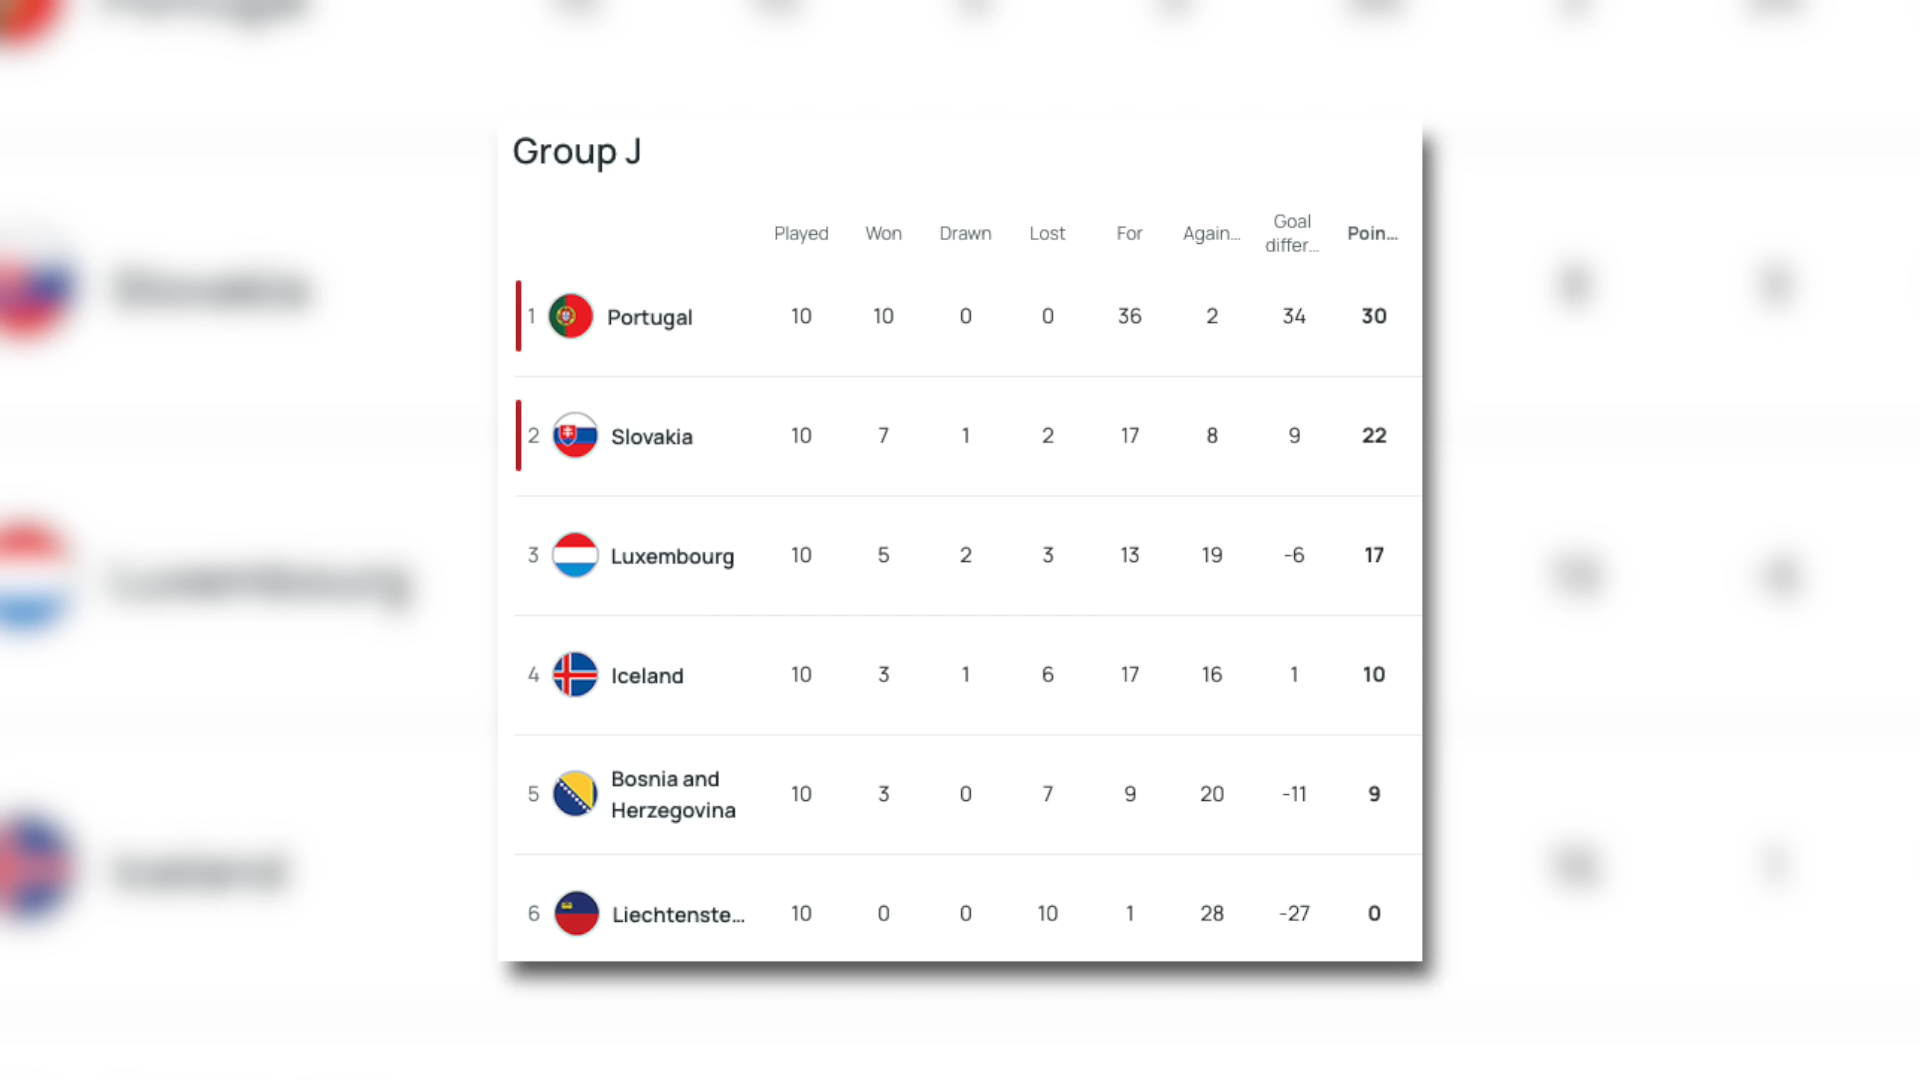 Group J
Played Won Drawn Lost For Again... Goal differ... Poin...
1 Portugal 10 10 0 0 36 2 34 30
2 Slovakia 10 7 1 2 17 8 9 22
3 Luxembourg 10 5 2 3 13 19 -6 17
4 Iceland 10 3 1 6 17 16 1 10
5 Bosnia and Herzegovina 10 3 0 7 9 20 -11 9
6 Liechtenste... 10 0 0 10 1 28 -27 0
Slovakia
Luxembourg
Iceland